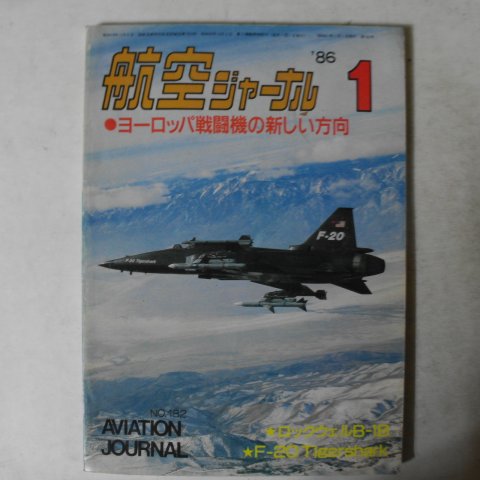 '86
航空ジャーナル 1
●ヨーロッパ戦闘機の新しい方向
F-20
F-20 Tigershark
NO.182
AVIATION
JOURNAL
★ロックウェルB-1B
★F-20 Tigershark